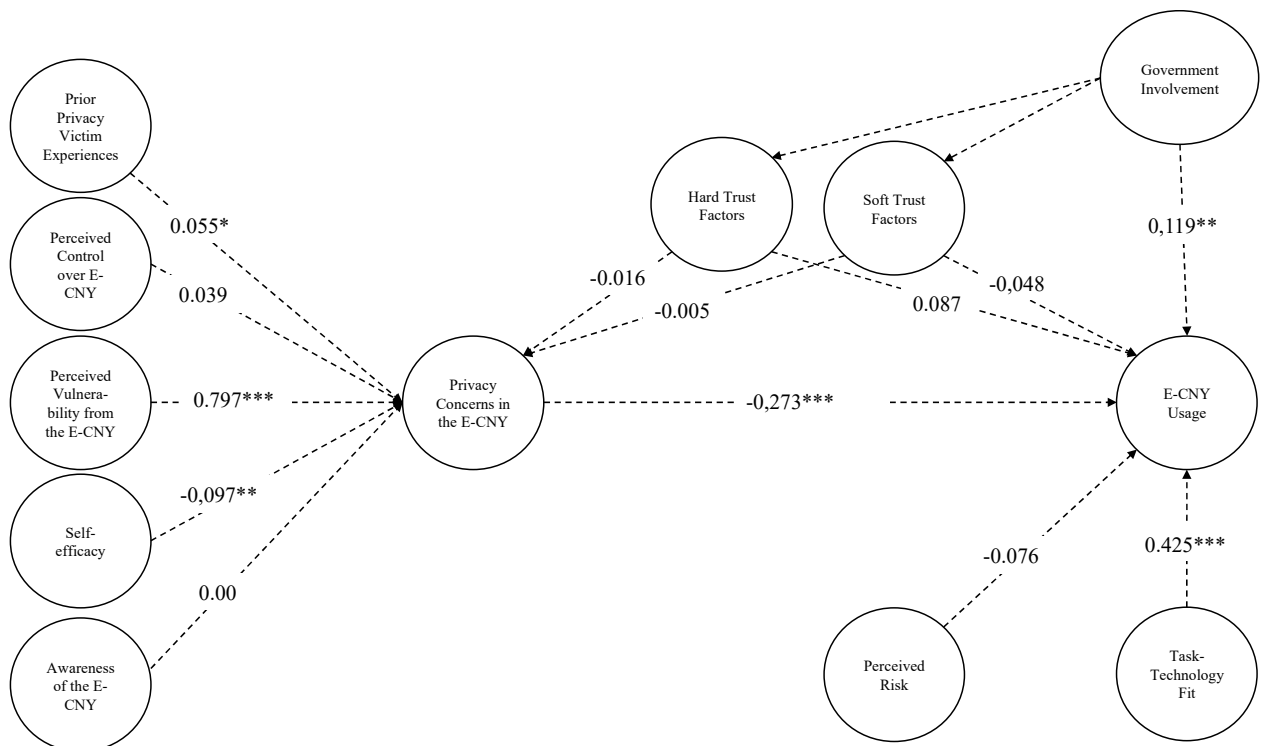 Government
Involvement
Prior
Privacy
Victim
Experiences
Hard Trust
Factors
Soft Trust
Factors
0.055*
0,119**
Perceived
Control
over E-
CNY
0.039
-0.016
-0.005
0.087
-0,048
Perceived
Vulnera-
bility from
the E-CNY
0.797***
Privacy
Concerns in
the E-CNY
-0,273***
E-CNY
Usage
-0,097**
Self-
efficacy
-0.076
0.425***
0.00
Awareness
of the E-
CNY
Perceived
Risk
Task-
Technology
Fit